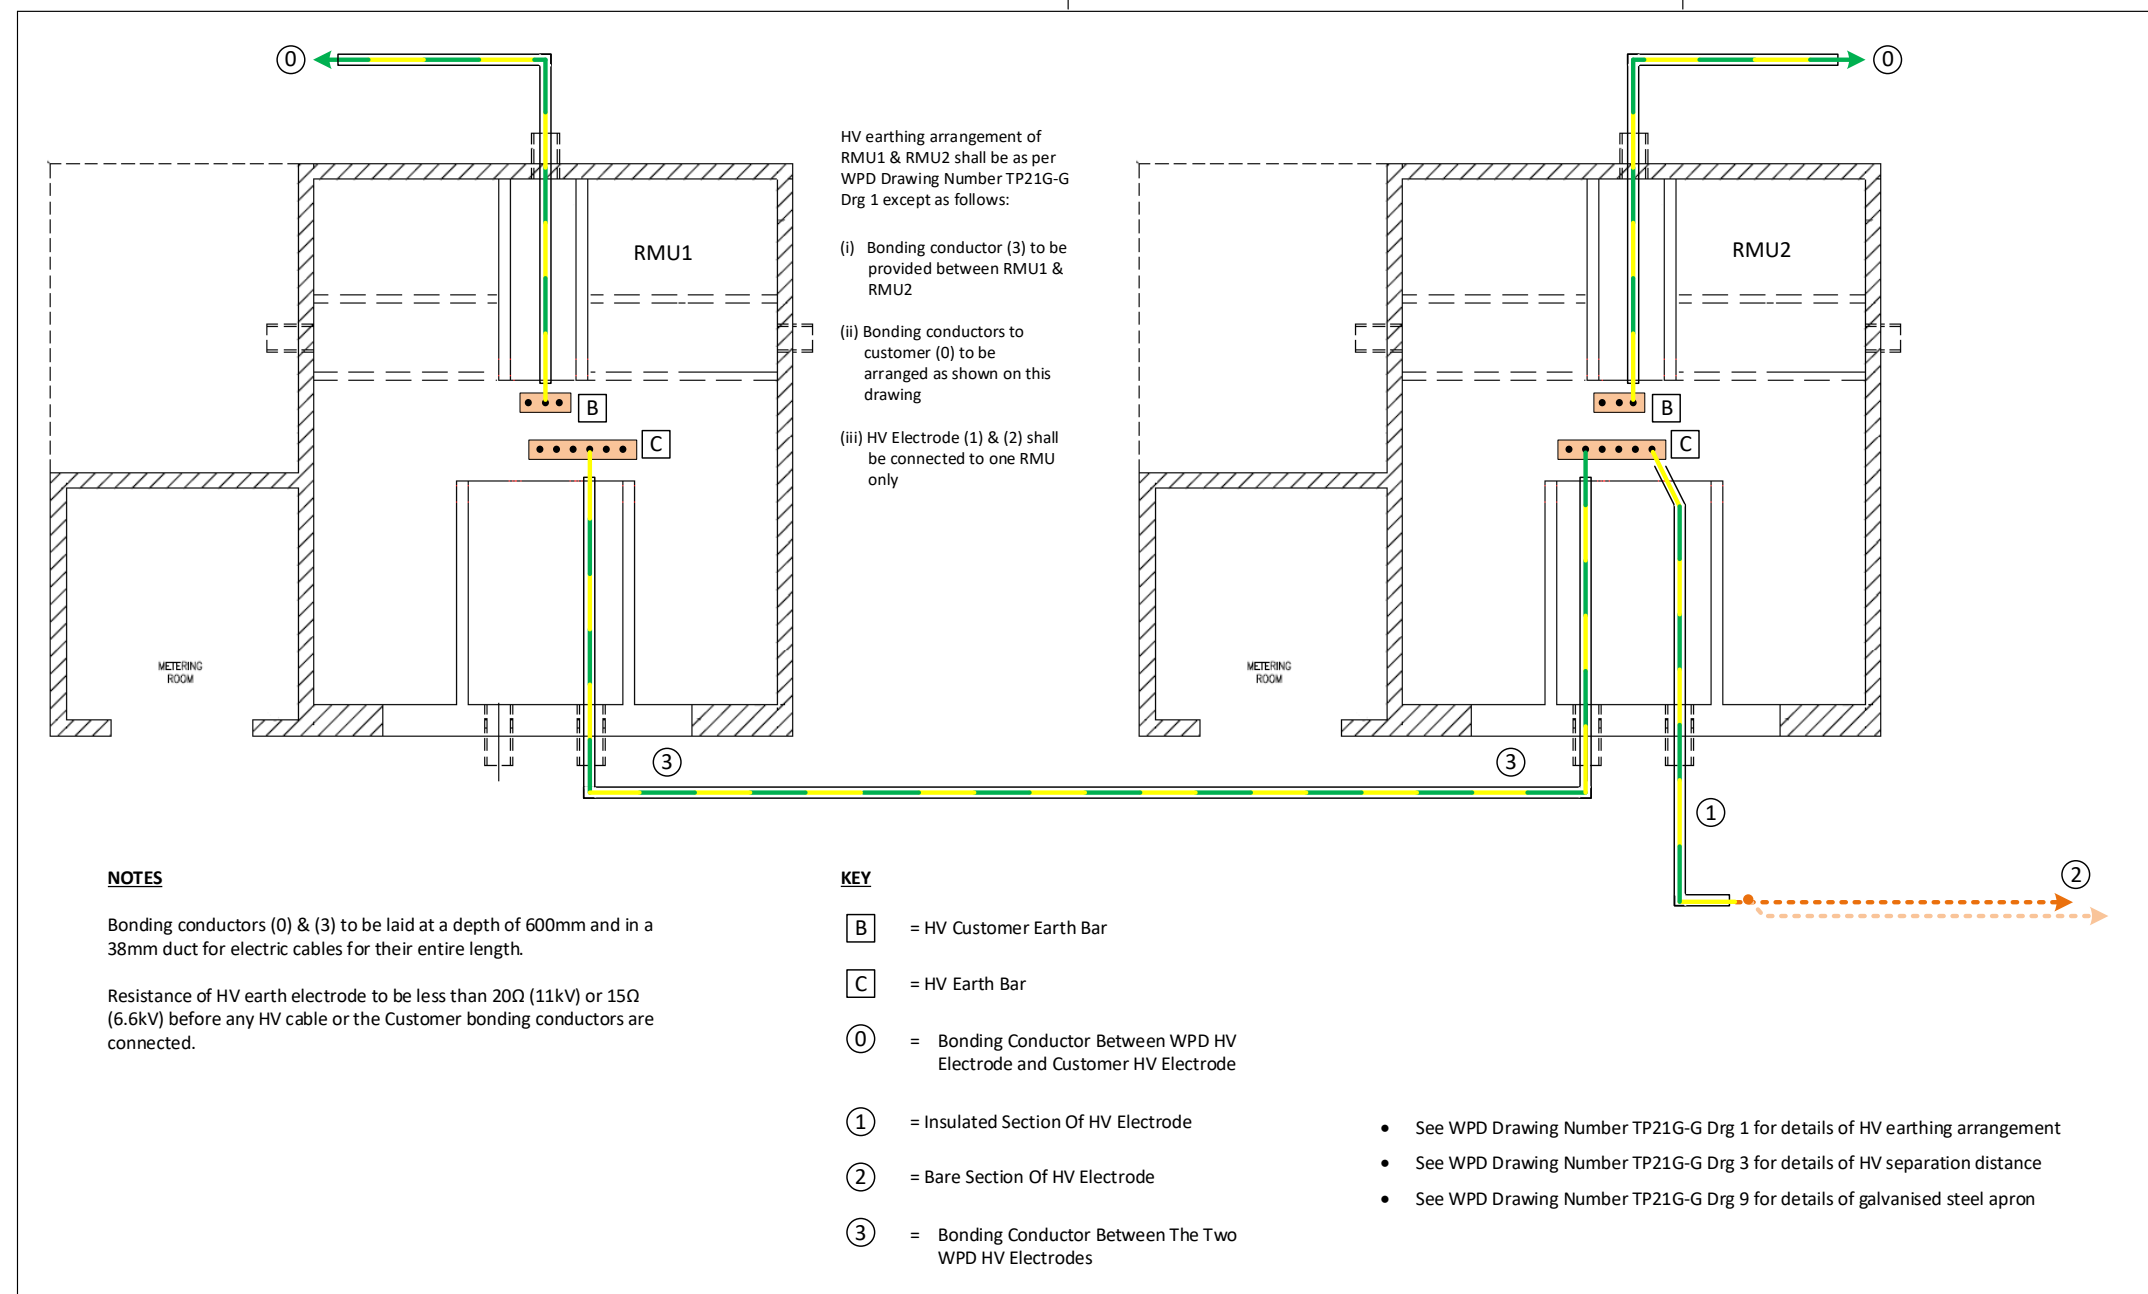 0
0
HV earthing arrangement of
RMU1 & RMU2 shall be as per
WPD Drawing Number TP21G-G
Drg 1 except as follows:
(i) Bonding conductor (3) to be
provided between RMU1 &
RMU2
(ii) Bonding conductors to
customer (0) to be
arranged as shown on this
drawing
(iii) HV Electrode (1) & (2) shall
be connected to one RMU
only
RMU1
B
C
METERING
ROOM
3
RMU2
B
C
METERING
ROOM
3
1
2
NOTES
Bonding conductors (0) & (3) to be laid at a depth of 600mm and in a
38mm duct for electric cables for their entire length.
Resistance of HV earth electrode to be less than 20Ω (11kV) or 15Ω
(6.6kV) before any HV cable or the Customer bonding conductors are
connected.
KEY
B = HV Customer Earth Bar
C = HV Earth Bar
0 = Bonding Conductor Between WPD HV
Electrode and Customer HV Electrode
1 = Insulated Section Of HV Electrode
2 = Bare Section Of HV Electrode
3 = Bonding Conductor Between The Two
WPD HV Electrodes
• See WPD Drawing Number TP21G-G Drg 1 for details of HV earthing arrangement
• See WPD Drawing Number TP21G-G Drg 3 for details of HV separation distance
• See WPD Drawing Number TP21G-G Drg 9 for details of galvanised steel apron